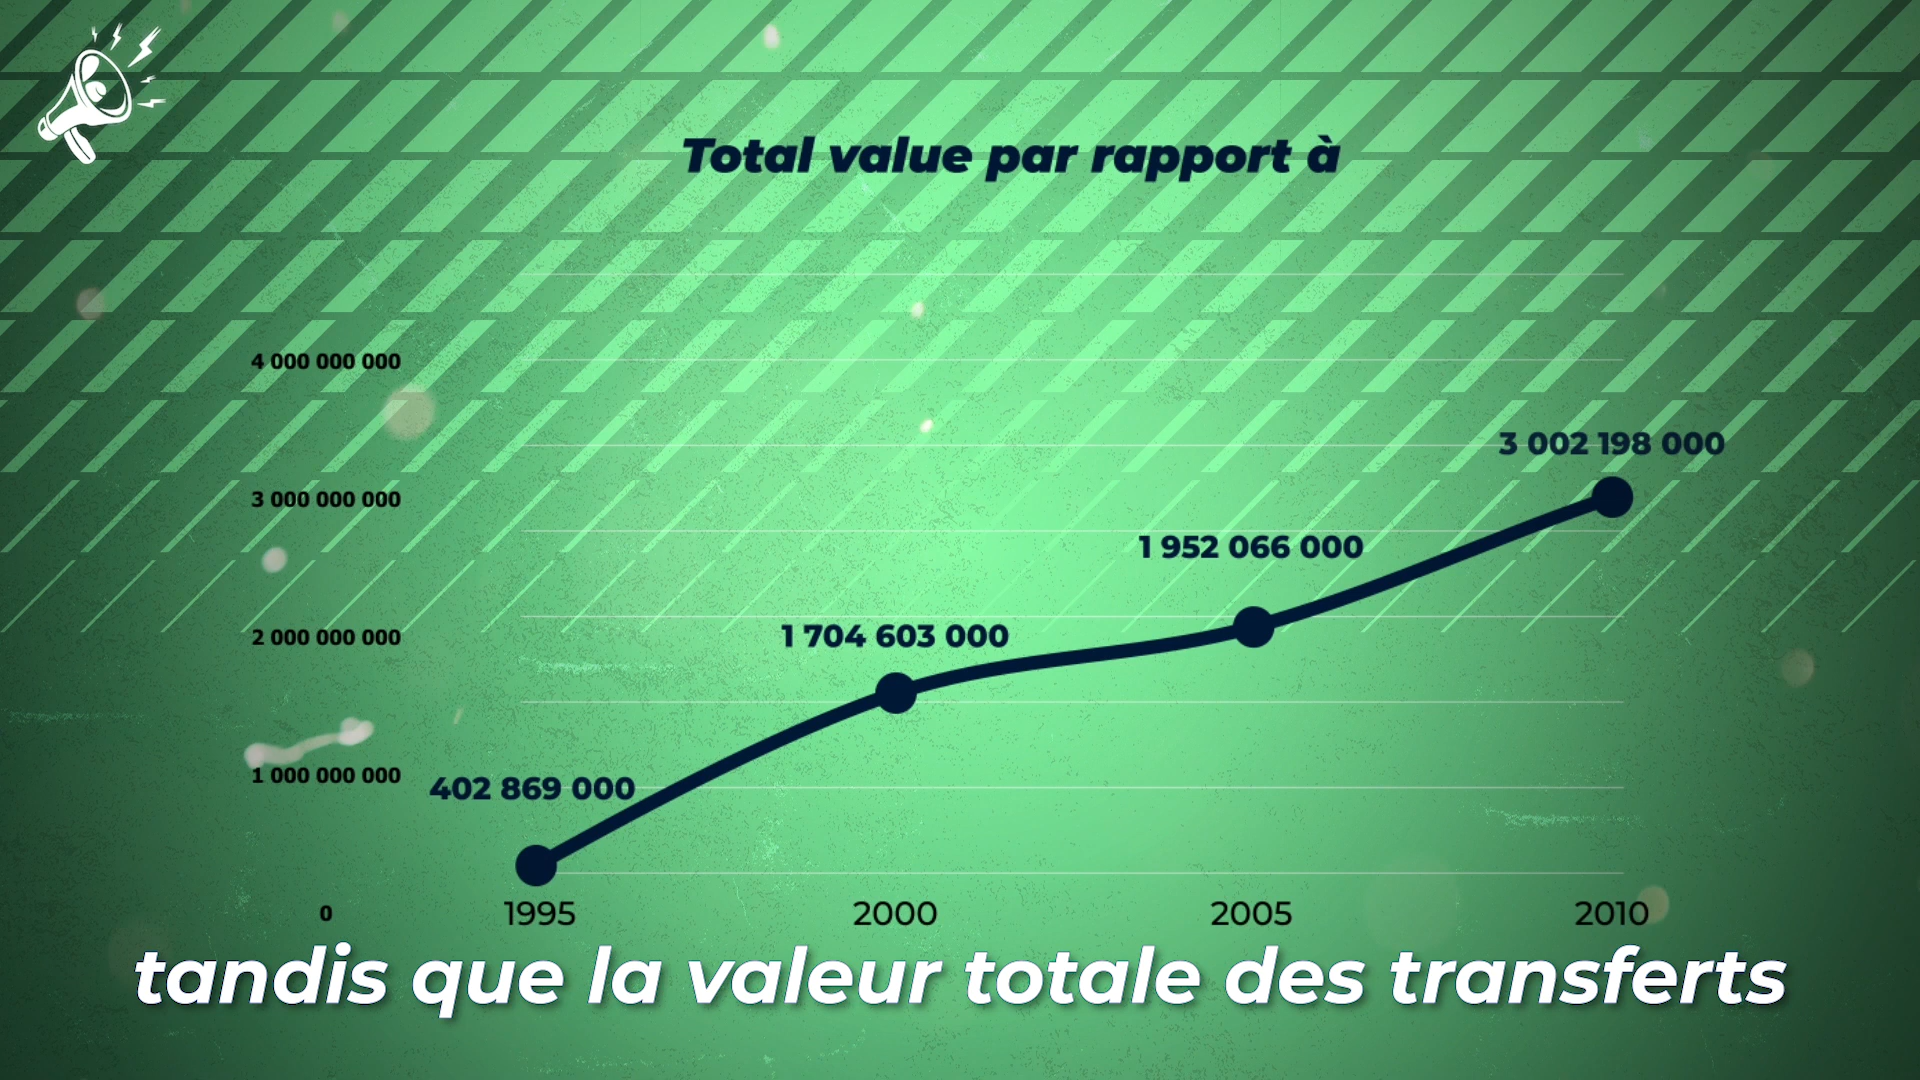 Total value par rapport à
4 000 000 000
3 002 198 000
3 000 000 000
1 952 066 000
2 000 000 000
1 704 603 000
1 000 000 000
402 869 000
0
1995 2000 2005 2010
tandis que la valeur totale des transferts